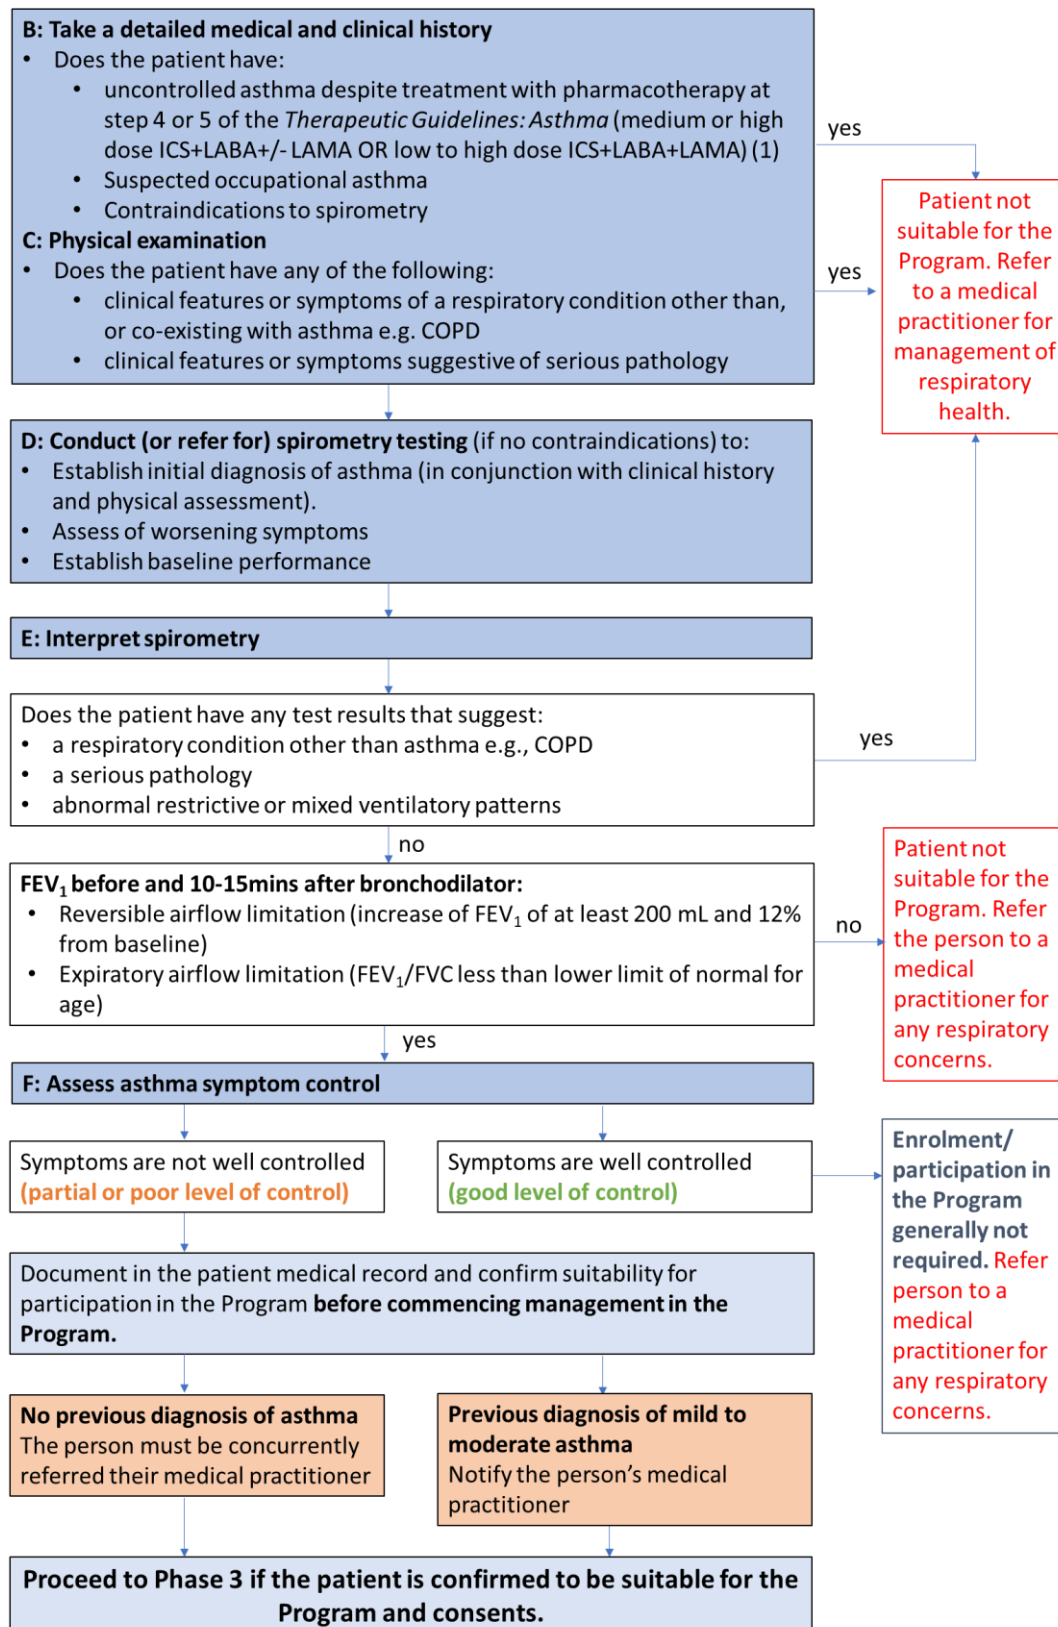 B: Take a detailed medical and clinical history
• Does the patient have:
• uncontrolled asthma despite treatment with pharmacotherapy at
step 4 or 5 of the Therapeutic Guidelines: Asthma (medium or high
dose ICS+LABA+/- LAMA OR low to high dose ICS+LABA+LAMA) (1)
• Suspected occupational asthma
• Contraindications to spirometry
C: Physical examination
• Does the patient have any of the following:
• clinical features or symptoms of a respiratory condition other than,
or co-existing with asthma e.g. COPD
• clinical features or symptoms suggestive of serious pathology
yes
yes
Patient not
suitable for the
Program. Refer
to a medical
practitioner for
management of
respiratory
health.
D: Conduct (or refer for) spirometry testing (if no contraindications) to:
• Establish initial diagnosis of asthma (in conjunction with clinical history
and physical assessment).
• Assess of worsening symptoms
• Establish baseline performance
E: Interpret spirometry
Does the patient have any test results that suggest:
• a respiratory condition other than asthma e.g., COPD
• a serious pathology
• abnormal restrictive or mixed ventilatory patterns
yes
no
FEV₁ before and 10-15mins after bronchodilator:
• Reversible airflow limitation (increase of FEV₁ of at least 200 mL and 12%
from baseline)
• Expiratory airflow limitation (FEV₁/FVC less than lower limit of normal for
age)
no
Patient not
suitable for the
Program. Refer
the person to a
medical
practitioner for
any respiratory
concerns.
yes
F: Assess asthma symptom control
Symptoms are not well controlled
(partial or poor level of control)
Symptoms are well controlled
(good level of control)
Enrolment/
participation in
the Program
generally not
required. Refer
person to a
medical
practitioner for
any respiratory
concerns.
Document in the patient medical record and confirm suitability for
participation in the Program before commencing management in the
Program.
No previous diagnosis of asthma
The person must be concurrently
referred their medical practitioner
Previous diagnosis of mild to
moderate asthma
Notify the person's medical
practitioner
Proceed to Phase 3 if the patient is confirmed to be suitable for the
Program and consents.